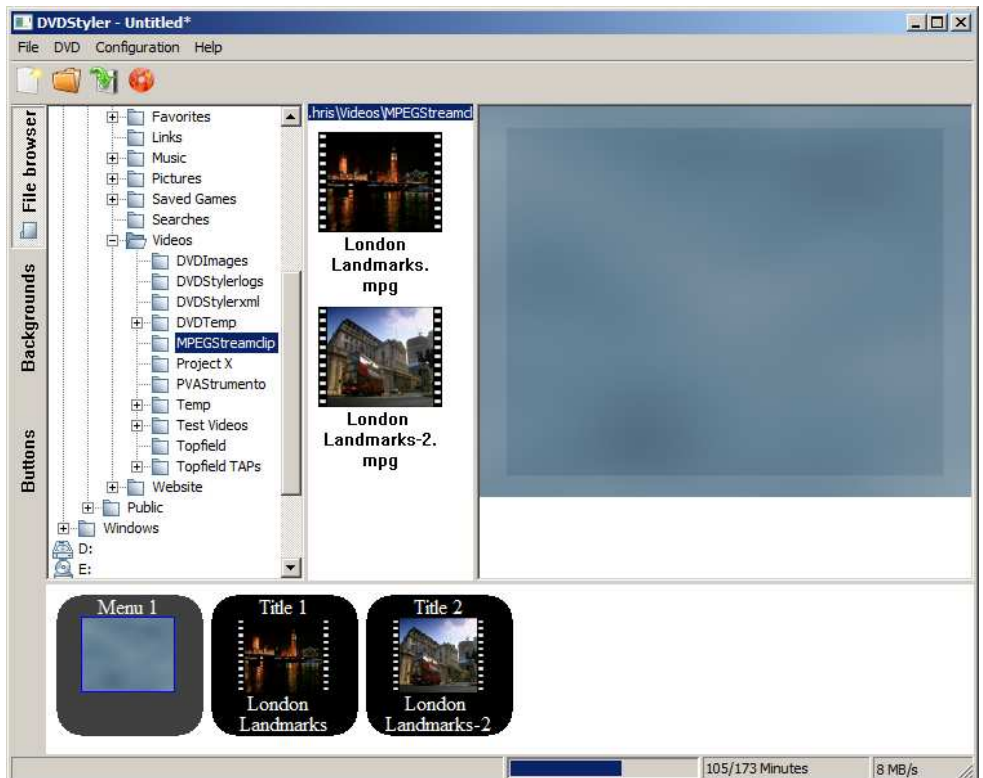 DVDStyler - Untitled*
File DVD Configuration Help
File browser
Backgrounds
Buttons
Favorites
Links
Music
Pictures
Saved Games
Searches
Videos
DVDImages
DVDStylerlogs
DVDStylerxml
DVDTemp
MPEGStreamclip
Project X
PVAStrumento
Temp
Test Videos
Topfield
Topfield TAPs
Website
Public
Windows
D:
E:
.hris\Videos\MPEGStreamcl
London
Landmarks.
mpg
London
Landmarks-2.
mpg
Menu 1
Title 1
London
Landmarks
Title 2
London
Landmarks-2
105/173 Minutes
8 MB/s